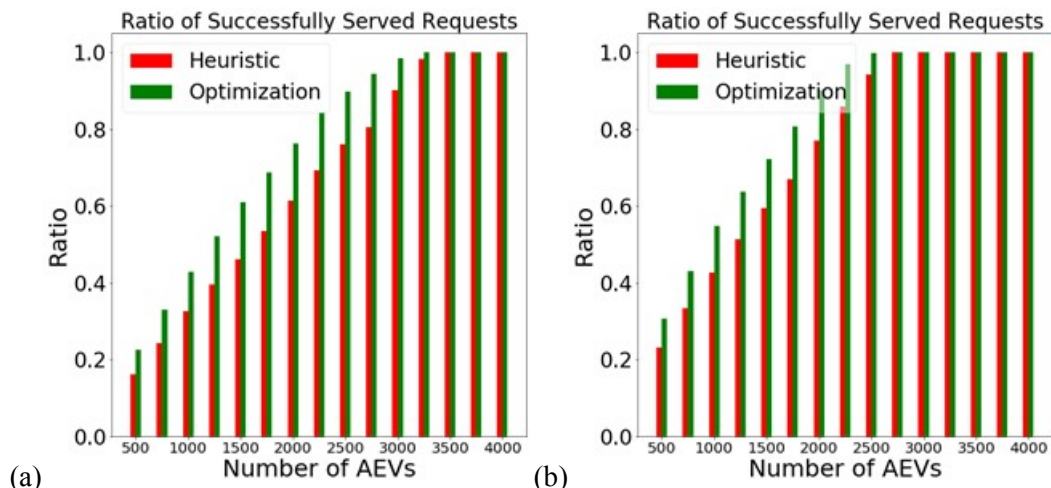 Ratio of Successfully Served Requests
Heuristic
Optimization
1.0
0.8
0.6
0.4
0.2
0.0
Ratio
500 1000 1500 2000 2500 3000 3500 4000
Number of AEVs
(a)
Ratio of Successfully Served Requests
Heuristic
Optimization
1.0
0.8
0.6
0.4
0.2
0.0
Ratio
500 1000 1500 2000 2500 3000 3500 4000
Number of AEVs
(b)